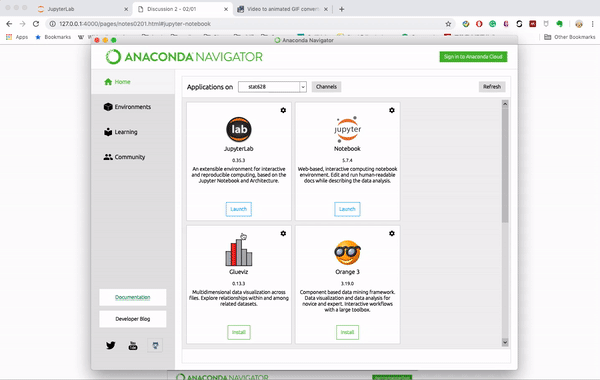 JupyterLab
Discussion 2 – 02/01
Video to animated GIF conver
127.0.0.1:4000/pages/notes0201.html#jupyter-notebook
Apps
Bookmarks
Other Bookmarks
Anaconda Navigator
ANACONDA NAVIGATOR
Sign in to Anaconda Cloud
Home
Environments
Learning
Community
Applications on
stat628
Channels
Refresh
lab
JupyterLab
0.35.3
An extensible environment for interactive
and reproducible computing, based on the
Jupyter Notebook and Architecture.
Launch
jupyter
Notebook
5.7.4
Web-based, interactive computing notebook
environment. Edit and run human-readable
docs while describing the data analysis.
Launch
Glueviz
0.13.3
Multidimensional data visualization across
files. Explore relationships within and among
related datasets.
Install
Orange 3
3.19.0
Component based data mining framework.
Data visualization and data analysis for
novice and expert. Interactive workflows
with a large toolbox.
Install
Documentation
Developer Blog
You
Tube
ANACONDA NAVIGATOR